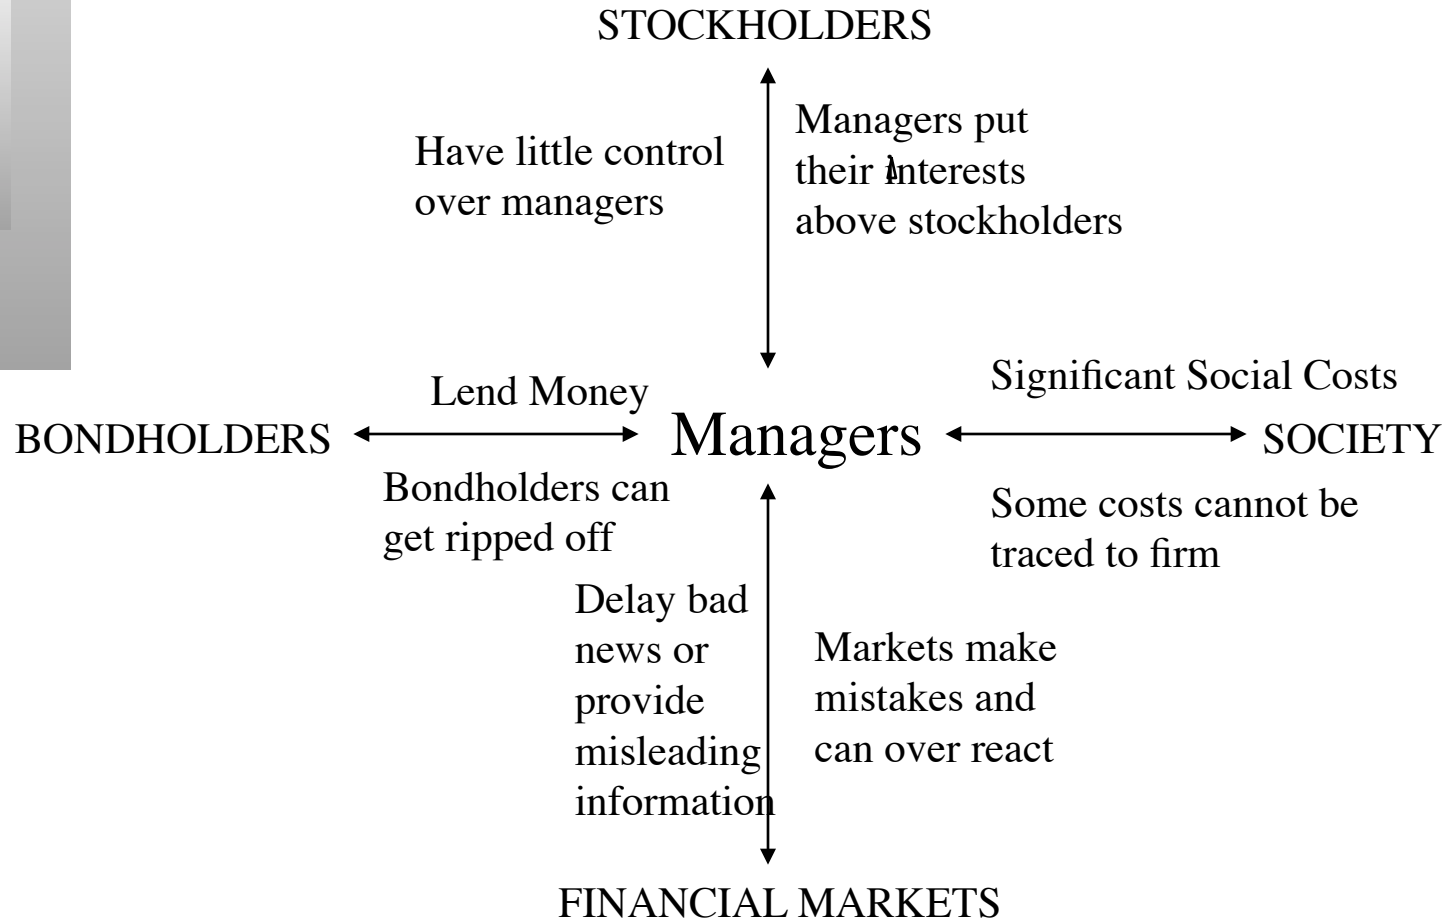 STOCKHOLDERS
Have little control
over managers
Managers put
their interests
above stockholders
Lend Money
Significant Social Costs
BONDHOLDERS
Managers
SOCIETY
Bondholders can
get ripped off
Some costs cannot be
traced to firm
Delay bad
news or
provide
misleading
information
Markets make
mistakes and
can over react
FINANCIAL MARKETS